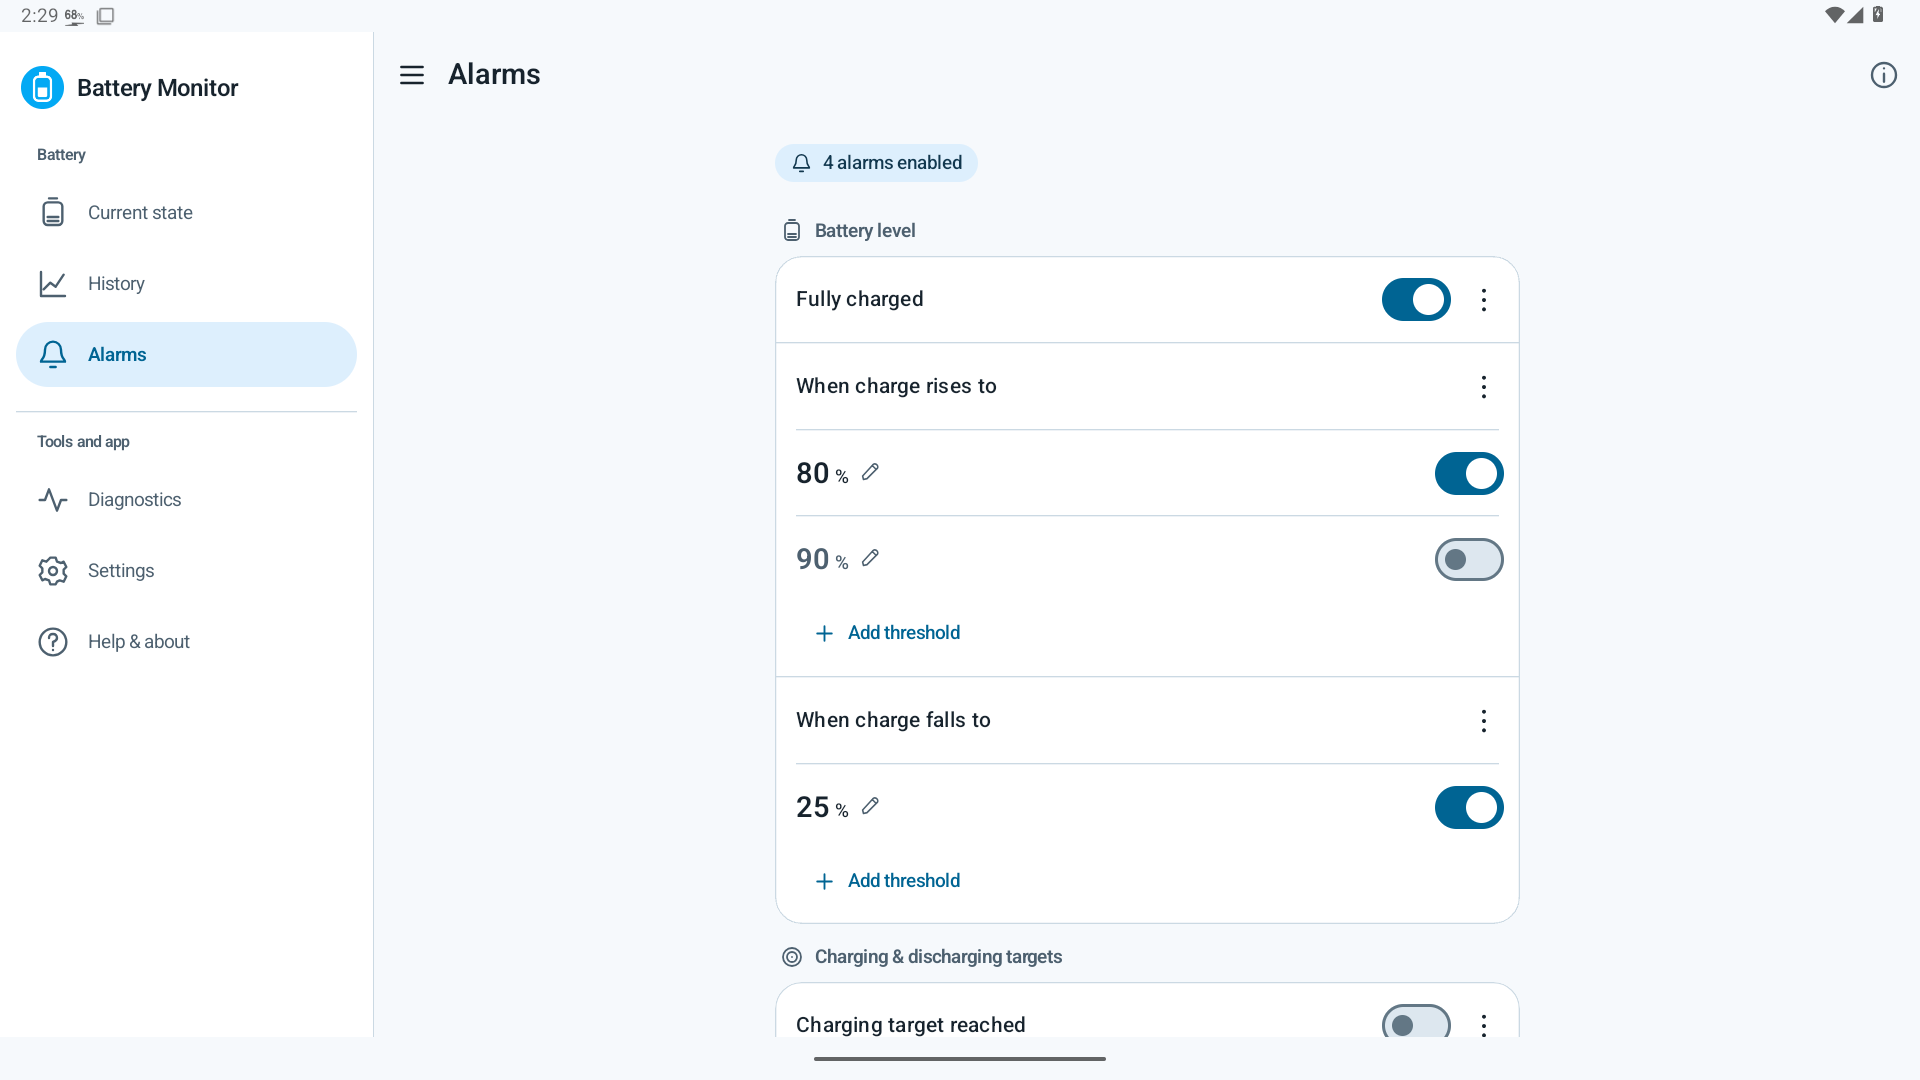 2:29 68%
Battery Monitor
Battery
Current state
History
Alarms
Tools and app
Diagnostics
Settings
Help & about
Alarms
4 alarms enabled
Battery level
Fully charged
When charge rises to
80 %
90 %
Add threshold
When charge falls to
25 %
Add threshold
Charging & discharging targets
Charging target reached